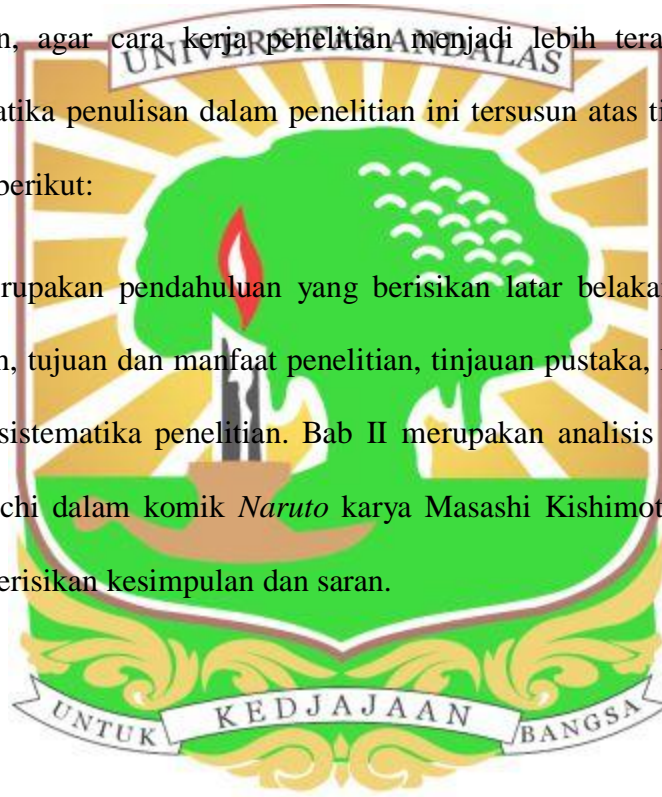 n, agar cara kerja penelitian menjadi lebih tera
UNIVERSITAS ANDALAS
atika penulisan dalam penelitian ini tersusun atas ti
berikut:
rupakan pendahuluan yang berisikan latar belaka
n, tujuan dan manfaat penelitian, tinjauan pustaka,
sistematika penelitian. Bab II merupakan analisis
chi dalam komik Naruto karya Masashi Kishimot
erisikan kesimpulan dan saran.
UNTUK KEDJAJAAN BANGSA